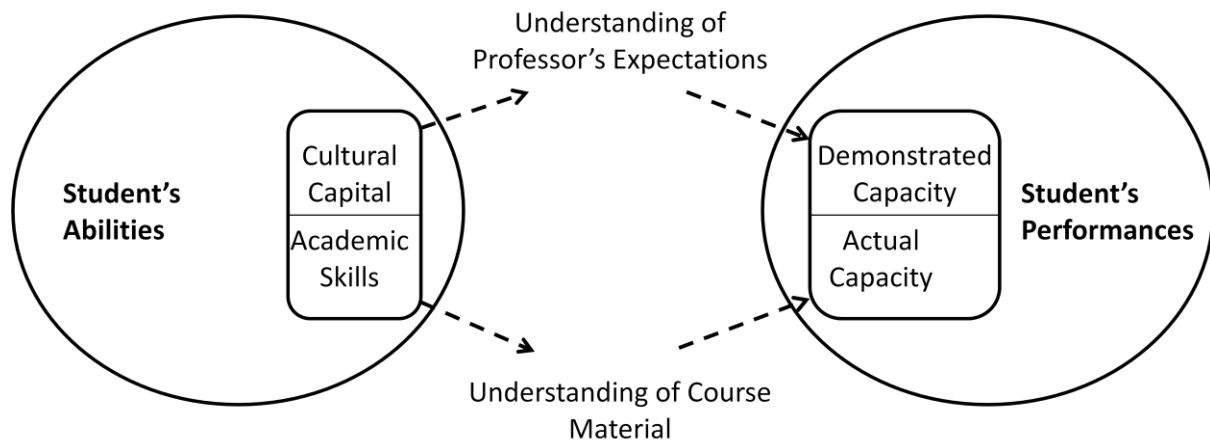 Understanding of
Professor’s Expectations
Student’s
Abilities
Cultural
Capital
Academic
Skills
Demonstrated
Capacity
Actual
Capacity
Student’s
Performances
Understanding of Course
Material